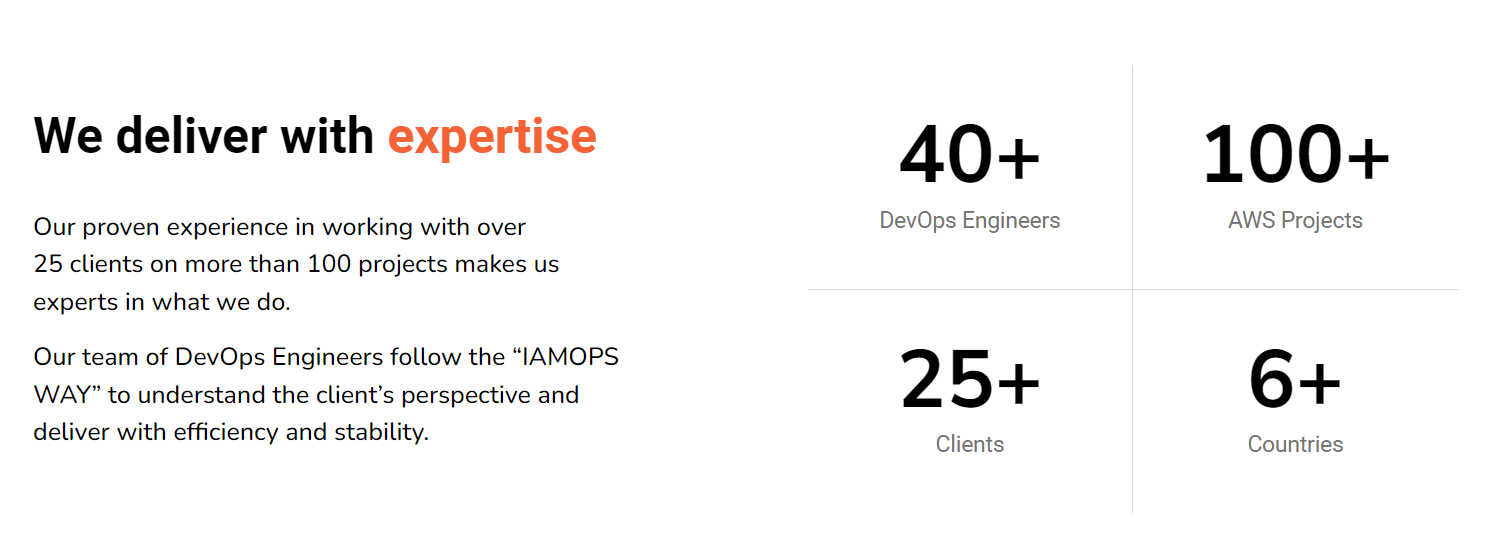 We deliver with expertise
Our proven experience in working with over
25 clients on more than 100 projects makes us
experts in what we do.
Our team of DevOps Engineers follow the “IAMOPS
WAY” to understand the client’s perspective and
deliver with efficiency and stability.
40+
DevOps Engineers
100+
AWS Projects
25+
Clients
6+
Countries